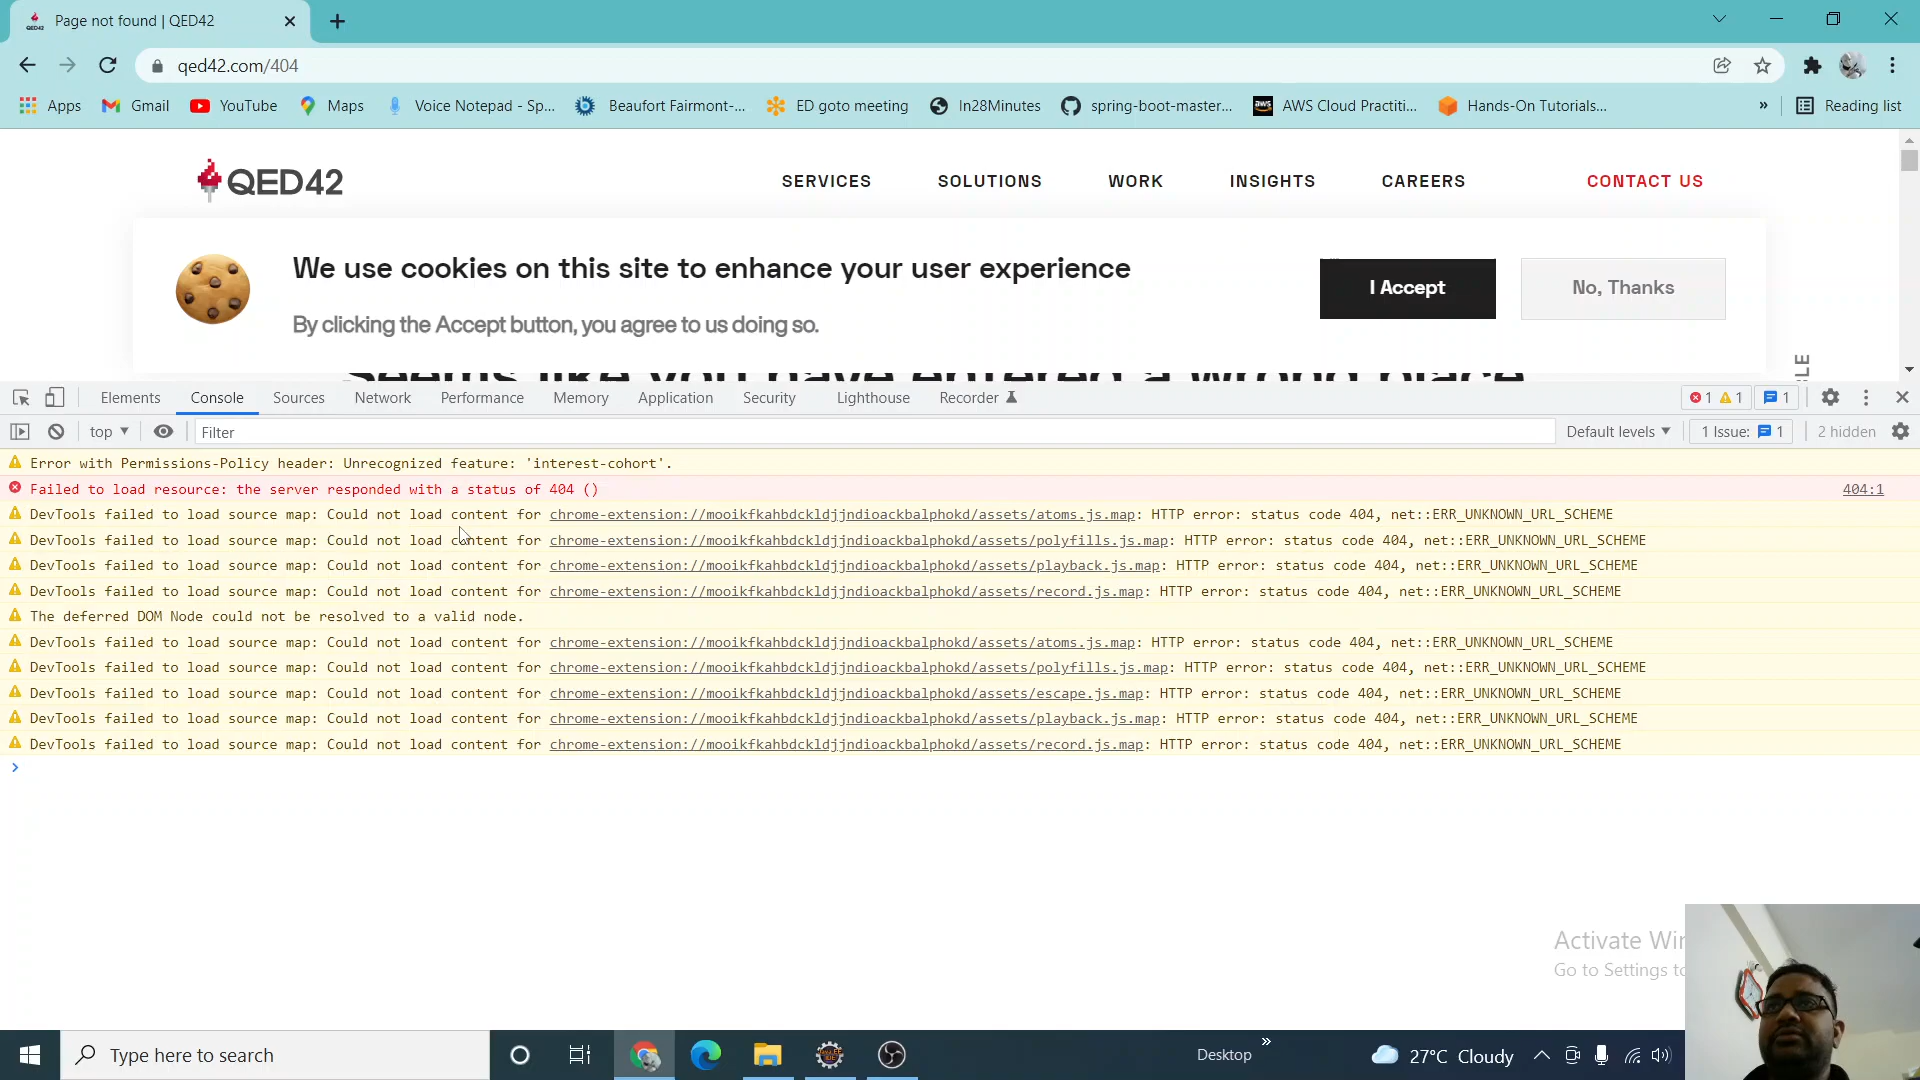 Page not found | QED42
qed42.com/404
Apps Gmail YouTube Maps Voice Notepad - Sp... Beaufort Fairmont-... ED goto meeting In28Minutes spring-boot-master... AWS Cloud Practiti... Hands-On Tutorials... » Reading list
QED42 SERVICES SOLUTIONS WORK INSIGHTS CAREERS CONTACT US
We use cookies on this site to enhance your user experience
By clicking the Accept button, you agree to us doing so.
I Accept No, Thanks
Seems like you have entered a wrong place
Elements Console Sources Network Performance Memory Application Security Lighthouse Recorder 1 1 1
top Filter Default levels 1 Issue: 1 2 hidden
Error with Permissions-Policy header: Unrecognized feature: 'interest-cohort'.
Failed to load resource: the server responded with a status of 404 () 404:1
DevTools failed to load source map: Could not load content for chrome-extension://mooikfkahbdckldjjndioackbalphokd/assets/atoms.js.map: HTTP error: status code 404, net::ERR_UNKNOWN_URL_SCHEME
DevTools failed to load source map: Could not load content for chrome-extension://mooikfkahbdckldjjndioackbalphokd/assets/polyfills.js.map: HTTP error: status code 404, net::ERR_UNKNOWN_URL_SCHEME
DevTools failed to load source map: Could not load content for chrome-extension://mooikfkahbdckldjjndioackbalphokd/assets/playback.js.map: HTTP error: status code 404, net::ERR_UNKNOWN_URL_SCHEME
DevTools failed to load source map: Could not load content for chrome-extension://mooikfkahbdckldjjndioackbalphokd/assets/record.js.map: HTTP error: status code 404, net::ERR_UNKNOWN_URL_SCHEME
The deferred DOM Node could not be resolved to a valid node.
DevTools failed to load source map: Could not load content for chrome-extension://mooikfkahbdckldjjndioackbalphokd/assets/atoms.js.map: HTTP error: status code 404, net::ERR_UNKNOWN_URL_SCHEME
DevTools failed to load source map: Could not load content for chrome-extension://mooikfkahbdckldjjndioackbalphokd/assets/polyfills.js.map: HTTP error: status code 404, net::ERR_UNKNOWN_URL_SCHEME
DevTools failed to load source map: Could not load content for chrome-extension://mooikfkahbdckldjjndioackbalphokd/assets/escape.js.map: HTTP error: status code 404, net::ERR_UNKNOWN_URL_SCHEME
DevTools failed to load source map: Could not load content for chrome-extension://mooikfkahbdckldjjndioackbalphokd/assets/playback.js.map: HTTP error: status code 404, net::ERR_UNKNOWN_URL_SCHEME
DevTools failed to load source map: Could not load content for chrome-extension://mooikfkahbdckldjjndioackbalphokd/assets/record.js.map: HTTP error: status code 404, net::ERR_UNKNOWN_URL_SCHEME
Activate Wi
Go to Settings t
Type here to search Desktop » 27°C Cloudy